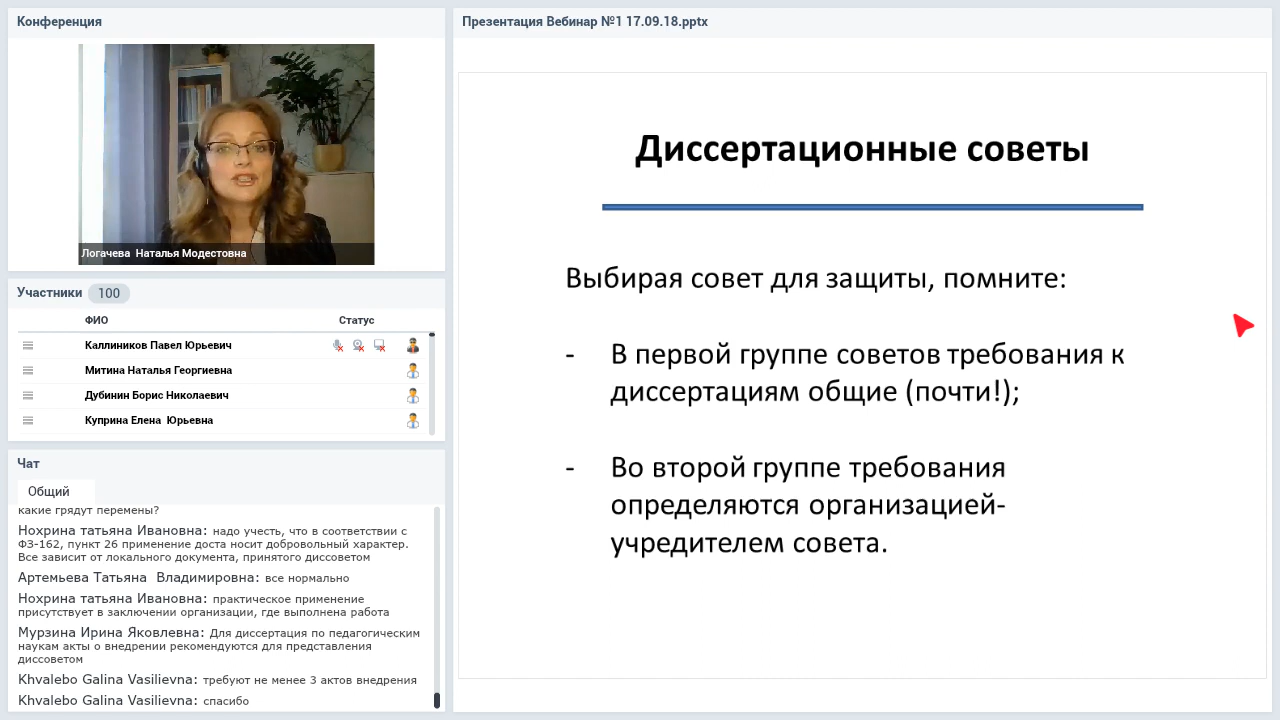 Конференция
Логачева Наталья Модестовна
Участники 100
ФИО Статус
Каллиников Павел Юрьевич
Митина Наталья Георгиевна
Дубинин Борис Николаевич
Куприна Елена Юрьевна
Чат
Общий
какие грядут перемены?
Нохрина татьяна Ивановна: надо учесть, что в соответствии с
ФЗ-162, пункт 26 применение доста носит добровольный характер.
Все зависит от локального документа, принятого диссоветом
Артемьева Татьяна Владимировна: все нормально
Нохрина татьяна Ивановна: практическое применение
присутствует в заключении организации, где выполнена работа
Мурзина Ирина Яковлевна: Для диссертация по педагогическим
наукам акты о внедрении рекомендуются для представления
диссоветом
Khvalebo Galina Vasilievna: требуют не менее 3 актов внедрения
Khvalebo Galina Vasilievna: спасибо
Презентация Вебинар №1 17.09.18.pptx
Диссертационные советы
Выбирая совет для защиты, помните:
- В первой группе советов требования к
диссертациям общие (почти!);
- Во второй группе требования
определяются организацией-
учредителем совета.